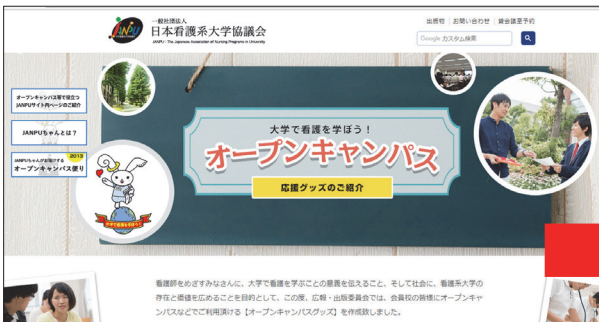 一般社団法人
日本看護系大学協議会
JANPU : The Japanese Association of Nursing Programs in University
JANPU
出版物 お問い合わせ 貸会議室予約
Google カスタム検索
オープンキャンパス等で役立つ
JANPUサイト内ページのご紹介
JANPUちゃんとは？
2013
JANPUちゃんがお届けする
オープンキャンパス便り
大学で看護を学ぼう！
オープンキャンパス
応援グッズのご紹介
大学で看護を学ぼう！
看護師をめざすみなさんに、大学で看護を学ぶことの意義を伝えること、そして社会に、看護系大学の
存在と価値を広めることを目的として、この度、広報・出版委員会では、会員校の皆様にオープンキャ
ンパスなどでご利用頂ける【オープンキャンパスグッズ】を作成致しました。